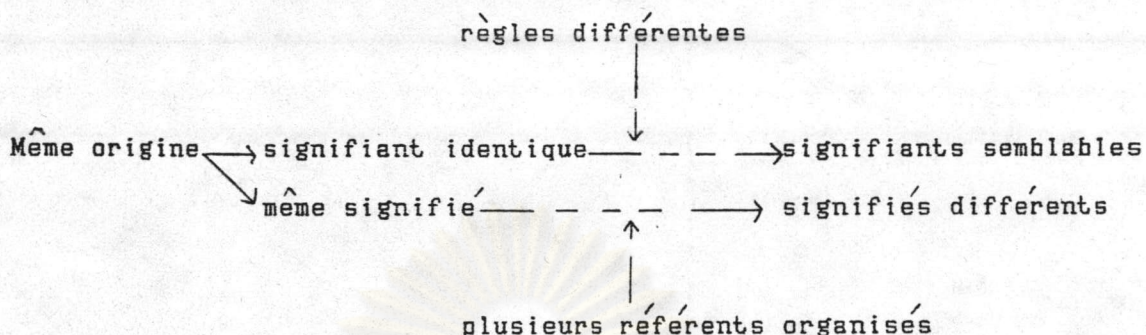 règles différentes
Même origine signifiant identique signifiants semblables
même signifié signifiés différents
plusieurs référents organisés